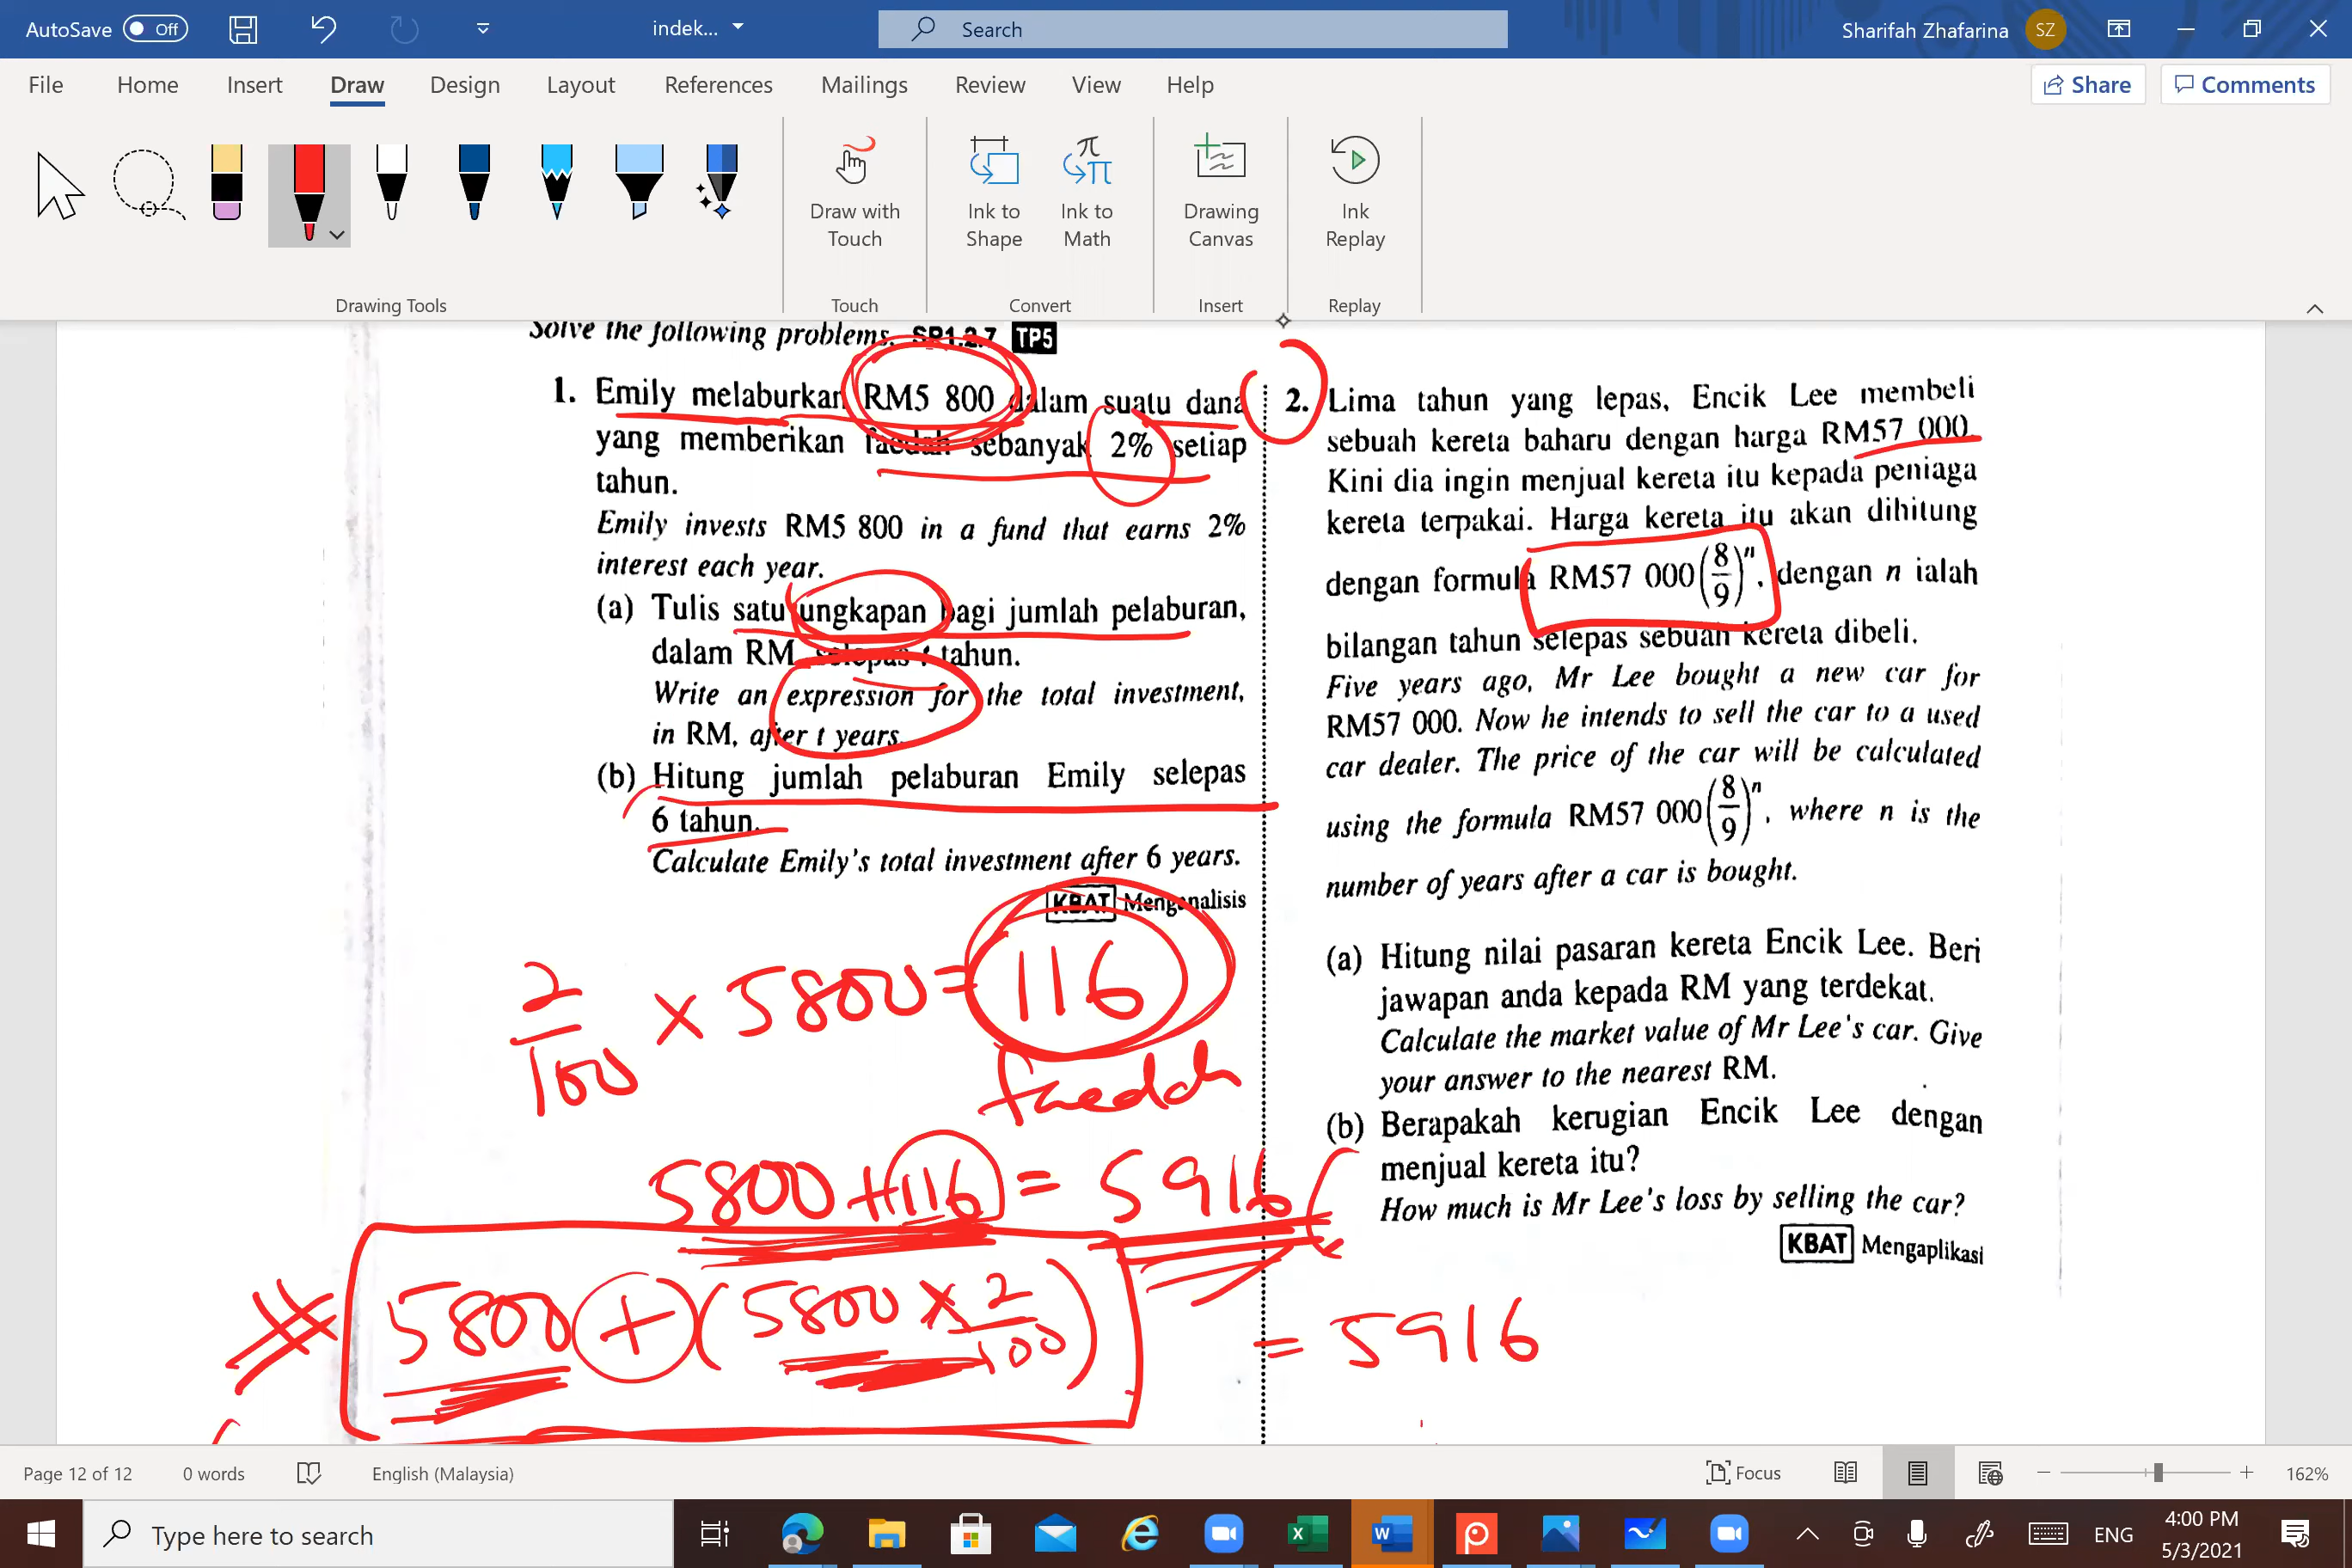 AutoSave Off indek... Search Sharifah Zhafarina SZ
File Home Insert Draw Design Layout References Mailings Review View Help Share Comments
Draw with Touch
Ink to Shape
Ink to Math
Drawing Canvas
Ink Replay
Drawing Tools Touch Convert Insert Replay
Solve the following problems. SP1.2.7 TP5
1. Emily melaburkan RM5 800 dalam suatu dana
yang memberikan faedah sebanyak 2% setiap
tahun.
Emily invests RM5 800 in a fund that earns 2%
interest each year.
(a) Tulis satu ungkapan bagi jumlah pelaburan,
dalam RM selepas t tahun.
Write an expression for the total investment,
in RM, after t years.
(b) Hitung jumlah pelaburan Emily selepas
6 tahun.
Calculate Emily's total investment after 6 years.
KBAT Menganalisis
2/100 × 5800 = 116
faedah
5800 + 116 = 5916
5800 + (5800 × 2/100)
= 5916
2. Lima tahun yang lepas, Encik Lee membeli
sebuah kereta baharu dengan harga RM57 000.
Kini dia ingin menjual kereta itu kepada peniaga
kereta terpakai. Harga kereta itu akan dihitung
dengan formula RM57 000(8/9)ⁿ, dengan n ialah
bilangan tahun selepas sebuah kereta dibeli.
Five years ago, Mr Lee bought a new car for
RM57 000. Now he intends to sell the car to a used
car dealer. The price of the car will be calculated
using the formula RM57 000(8/9)ⁿ, where n is the
number of years after a car is bought.
(a) Hitung nilai pasaran kereta Encik Lee. Beri
jawapan anda kepada RM yang terdekat.
Calculate the market value of Mr Lee's car. Give
your answer to the nearest RM.
(b) Berapakah kerugian Encik Lee dengan
menjual kereta itu?
How much is Mr Lee's loss by selling the car?
KBAT Mengaplikasi
Page 12 of 12 0 words English (Malaysia) Focus 162%
Type here to search ENG 4:00 PM
5/3/2021